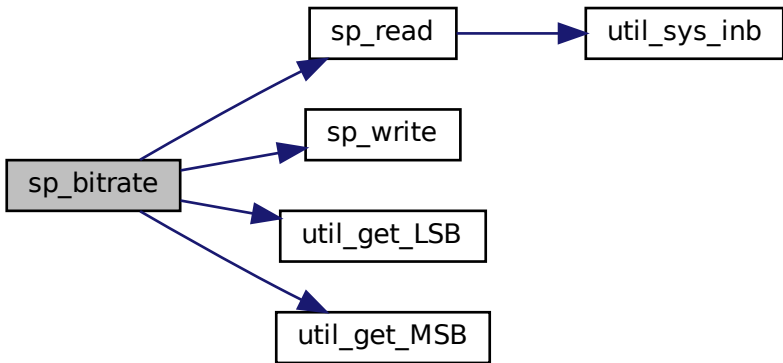 sp_read
util_sys_inb
sp_write
sp_bitrate
util_get_LSB
util_get_MSB